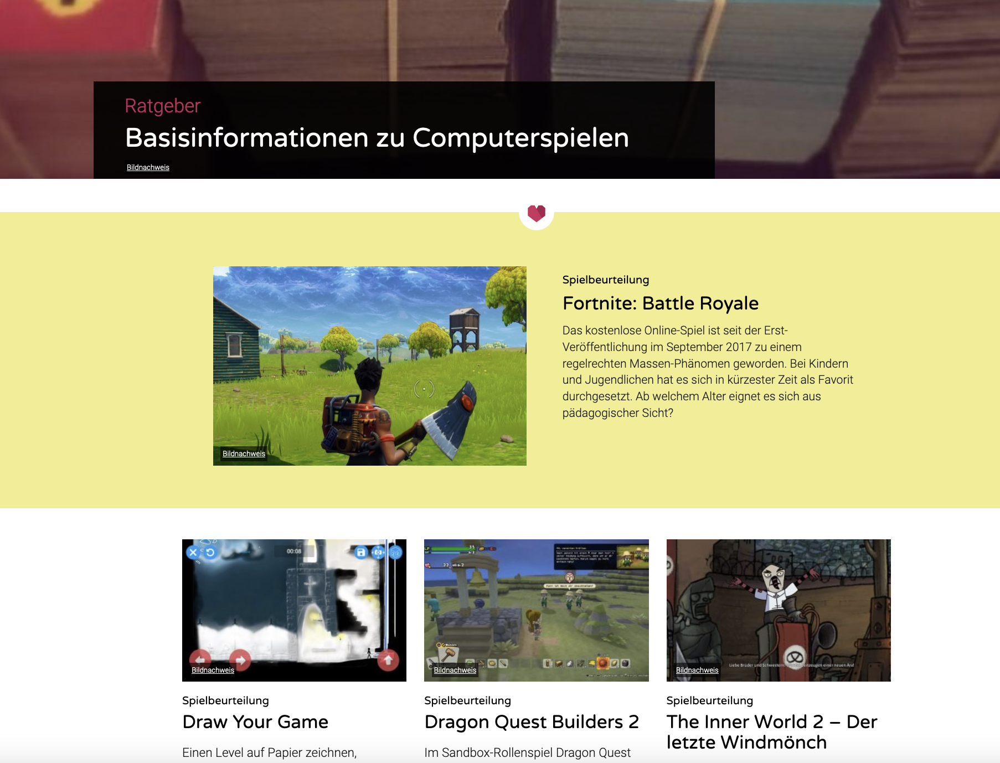 Ratgeber
Basisinformationen zu Computerspielen
Bildnachweis
Spielbeurteilung
Fortnite: Battle Royale
Das kostenlose Online-Spiel ist seit der Erst-
Veröffentlichung im September 2017 zu einem
regelrechten Massen-Phänomen geworden. Bei Kindern
und Jugendlichen hat es sich in kürzester Zeit als Favorit
durchgesetzt. Ab welchem Alter eignet es sich aus
pädagogischer Sicht?
Bildnachweis
00:08
Bildnachweis
Spielbeurteilung
Draw Your Game
Einen Level auf Papier zeichnen,
35
22
Bildnachweis
Spielbeurteilung
Dragon Quest Builders 2
Im Sandbox-Rollenspiel Dragon Quest
Liebe Brüder und Schwestern einer neuen Ära!
Bildnachweis
Spielbeurteilung
The Inner World 2 – Der
letzte Windmönch